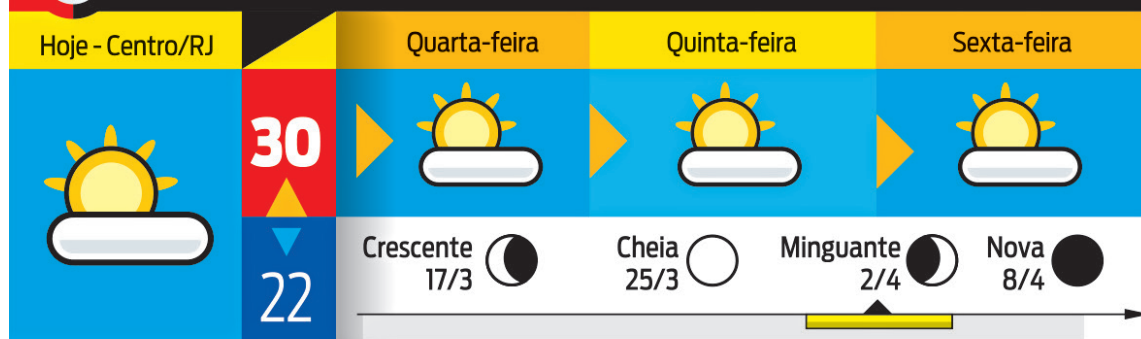 Hoje - Centro/RJ
Quarta-feira
Quinta-feira
Sexta-feira
30
22
Crescente
17/3
Cheia
25/3
Minguante
2/4
Nova
8/4